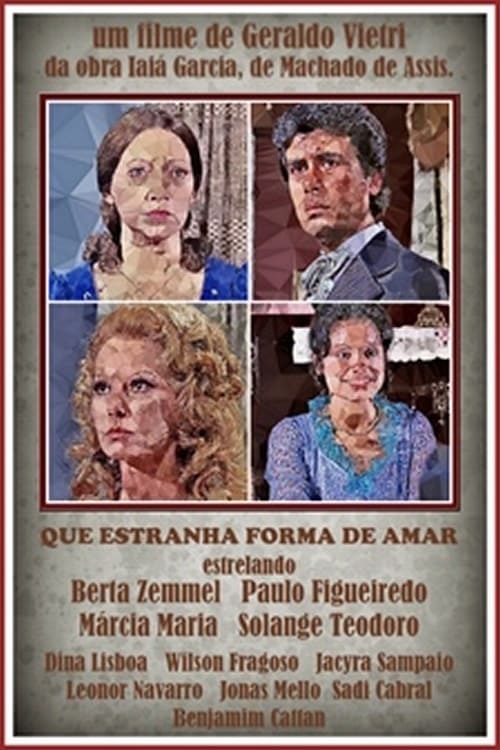 um filme de Geraldo Vietri
da obra Iaiá Garcia, de Machado de Assis.
QUE ESTRANHA FORMA DE AMAR
estrelando
Berta Zemmel Paulo Figueiredo
Márcia Maria Solange Teodoro
Dina Lisboa Wilson Fragoso Jacyra Sampaio
Leonor Navarro Jonas Mello Sadi Cabral
Benjamim Cattan